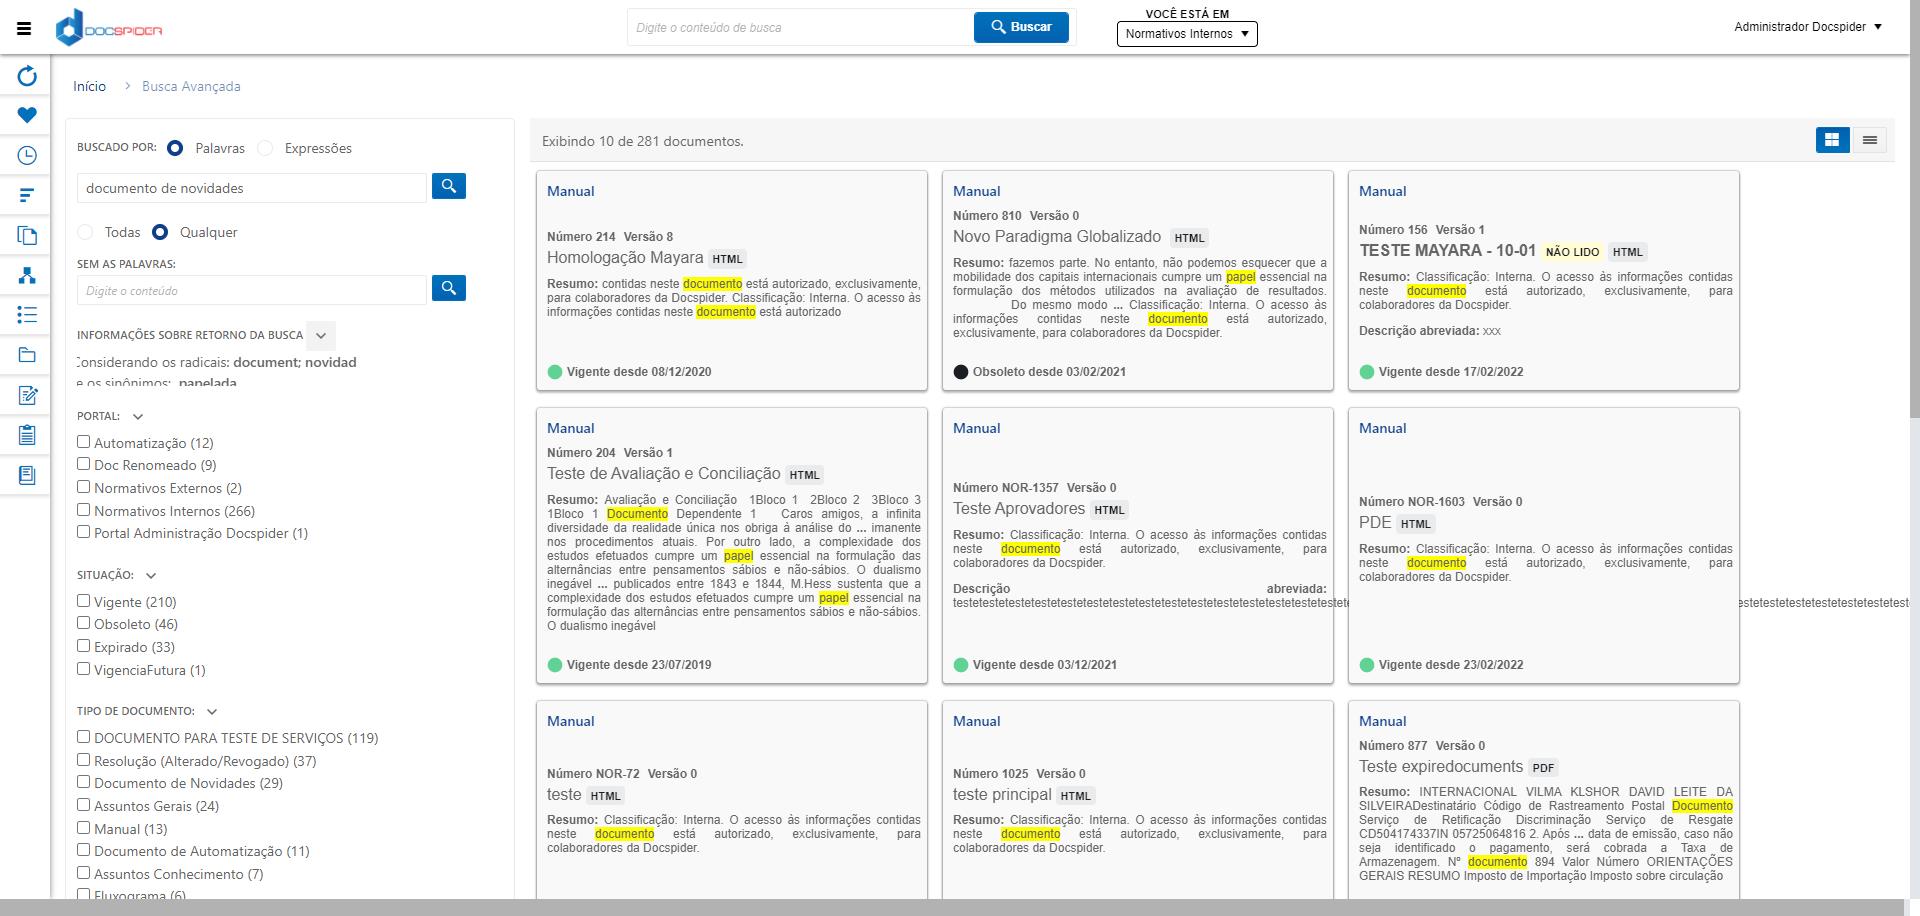 DOCSPIDER
Digite o conteúdo de busca
Buscar
VOCÊ ESTÁ EM
Normativos Internos
Administrador Docspider
Início > Busca Avançada
BUSCADO POR: Palavras Expressões
documento de novidades
Todas Qualquer
SEM AS PALAVRAS:
Digite o conteúdo
INFORMAÇÕES SOBRE RETORNO DA BUSCA
Considerando os radicais: document; novidad
e os sinônimos: papelada
PORTAL:
Automatização (12)
Doc Renomeado (9)
Normativos Externos (2)
Normativos Internos (266)
Portal Administração Docspider (1)
SITUAÇÃO:
Vigente (210)
Obsoleto (46)
Expirado (33)
VigenciaFutura (1)
TIPO DE DOCUMENTO:
DOCUMENTO PARA TESTE DE SERVIÇOS (119)
Resolução (Alterado/Revogado) (37)
Documento de Novidades (29)
Assuntos Gerais (24)
Manual (13)
Documento de Automatização (11)
Assuntos Conhecimento (7)
Fluxograma (6)
Exibindo 10 de 281 documentos.
Manual
Número 214 Versão 8
Homologação Mayara HTML
Resumo: contidas neste documento está autorizado, exclusivamente,
para colaboradores da Docspider. Classificação: Interna. O acesso às
informações contidas neste documento está autorizado
Vigente desde 08/12/2020
Manual
Número 810 Versão 0
Novo Paradigma Globalizado HTML
Resumo: fazemos parte. No entanto, não podemos esquecer que a
mobilidade dos capitais internacionais cumpre um papel essencial na
formulação dos métodos utilizados na avaliação de resultados.
Do mesmo modo ... Classificação: Interna. O acesso às
informações contidas neste documento está autorizado,
exclusivamente, para colaboradores da Docspider.
Obsoleto desde 03/02/2021
Manual
Número 156 Versão 1
TESTE MAYARA - 10-01 NÃO LIDO HTML
Resumo: Classificação: Interna. O acesso às informações contidas
neste documento está autorizado, exclusivamente, para
colaboradores da Docspider.
Descrição abreviada: xxx
Vigente desde 17/02/2022
Manual
Número 204 Versão 1
Teste de Avaliação e Conciliação HTML
Resumo: Avaliação e Conciliação 1Bloco 1 2Bloco 2 3Bloco 3
1Bloco 1 Documento Dependente 1 Caros amigos, a infinita
diversidade da realidade única nos obriga à análise do ... imanente
nos procedimentos atuais. Por outro lado, a complexidade dos
estudos efetuados cumpre um papel essencial na formulação das
alternâncias entre pensamentos sábios e não-sábios. O dualismo
inegável ... publicados entre 1843 e 1844, M.Hess sustenta que a
complexidade dos estudos efetuados cumpre um papel essencial na
formulação das alternâncias entre pensamentos sábios e não-sábios.
O dualismo inegável
Vigente desde 23/07/2019
Manual
Número NOR-1357 Versão 0
Teste Aprovadores HTML
Resumo: Classificação: Interna. O acesso às informações contidas
neste documento está autorizado, exclusivamente, para
colaboradores da Docspider.
Descrição abreviada:
Vigente desde 03/12/2021
Manual
Número NOR-1603 Versão 0
PDE HTML
Resumo: Classificação: Interna. O acesso às informações contidas
neste documento está autorizado, exclusivamente, para
colaboradores da Docspider.
Vigente desde 23/02/2022
Manual
Número NOR-72 Versão 0
teste HTML
Resumo: Classificação: Interna. O acesso às informações contidas
neste documento está autorizado, exclusivamente, para
colaboradores da Docspider.
Manual
Número 1025 Versão 0
teste principal HTML
Resumo: Classificação: Interna. O acesso às informações contidas
neste documento está autorizado, exclusivamente, para
colaboradores da Docspider.
Manual
Número 877 Versão 0
Teste expiredocuments PDF
Resumo: INTERNACIONAL VILMA KLSHOR DAVID LEITE DA
SILVEIRADestinatário Código de Rastreamento Postal Documento
Serviço de Retificação Discriminação Serviço de Resgate
CD504174337IN 05725064816 2. Após ... data de emissão, caso não
seja identificado o pagamento, será cobrada a Taxa de
Armazenagem. Nº documento 894 Valor Número ORIENTAÇÕES
GERAIS RESUMO Imposto de Importação Imposto sobre circulação